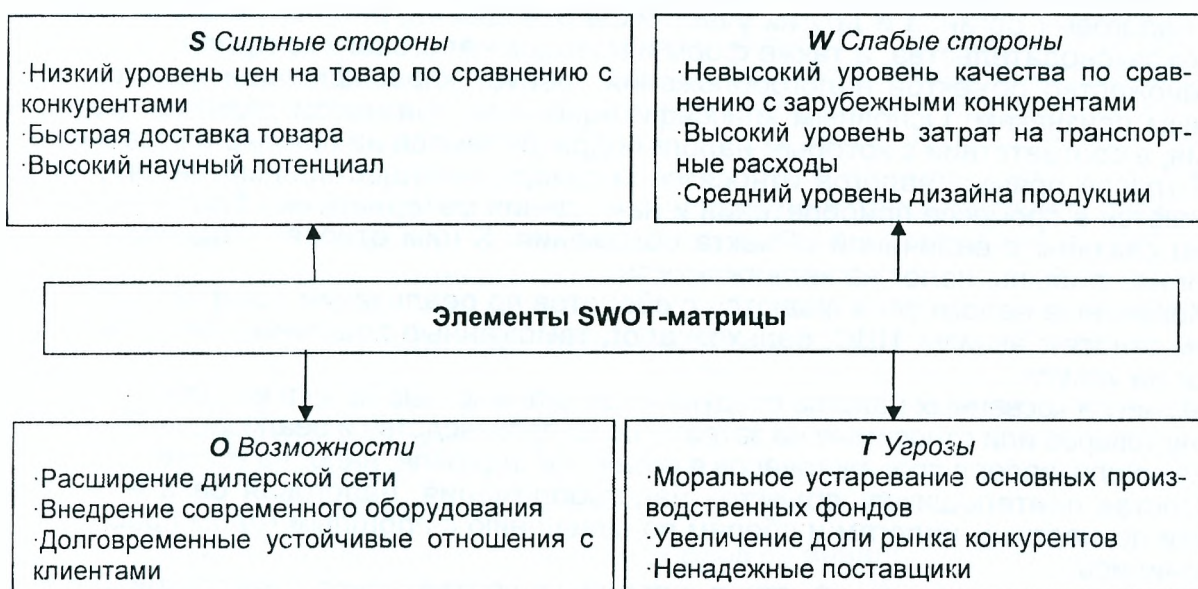 S Сильные стороны
·Низкий уровень цен на товар по сравнению с
конкурентами
·Быстрая доставка товара
·Высокий научный потенциал
W Слабые стороны
·Невысокий уровень качества по срав-
нению с зарубежными конкурентами
·Высокий уровень затрат на транспорт-
ные расходы
·Средний уровень дизайна продукции
Элементы SWOT-матрицы
O Возможности
·Расширение дилерской сети
·Внедрение современного оборудования
·Долговременные устойчивые отношения с
клиентами
T Угрозы
·Моральное устаревание основных произ-
водственных фондов
·Увеличение доли рынка конкурентов
·Ненадежные поставщики